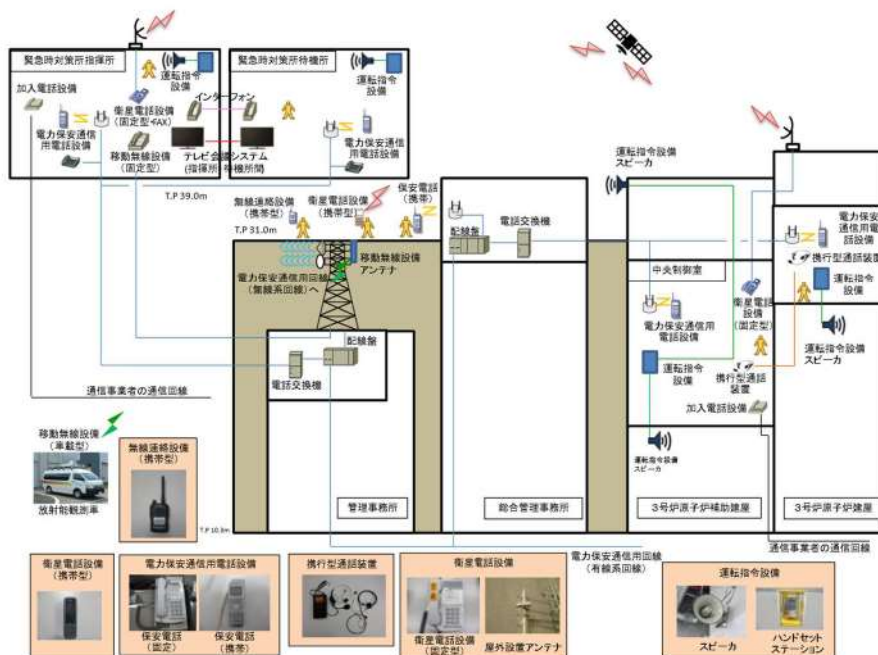 緊急時対策所指揮所
緊急時対策所待機所
運転指令
設備
運転指令
設備
加入電話設備
インターフォン
衛星電話設備
(固定型・FAX)
電力保安通信
用電話設備
移動無線設備
(固定型)
テレビ会議システム
(指揮所・待機所間)
電力保安通信
用電話設備
T.P 39.0m
無線連絡設備
(携帯型)
衛星電話設備
(携帯型)
保安電話
(携帯)
T.P 31.0m
移動無線設備
アンテナ
電力保安通信用回線
(無線系回線)へ
配線盤
電話交換機
配線盤
電話交換機
運転指令設備
スピーカ
電力保安
通信用電
話設備
携行型通話装置
運転指令
設備
中央制御室
衛星電話
設備
(固定型)
電力保安通信用
電話設備
運転指令設備
スピーカ
運転指令
設備
携行型通話
装置
加入電話設備
運転指令設備
スピーカ
通信事業者の通信回線
移動無線設備
(車載型)
放射能観測車
無線連絡設備
(携帯型)
T.P 10.0m
管理事務所
総合管理事務所
3号炉原子炉補助建屋
3号炉原子炉建屋
電力保安通信用回線
(有線系回線)
通信事業者の通信回線
衛星電話設備
(携帯型)
電力保安通信用電話設備
保安電話
(固定)
保安電話
(携帯)
携行型通話装置
衛星電話設備
衛星電話設備
(固定型)
屋外設置アンテナ
運転指令設備
スピーカ
ハンドセット
ステーション